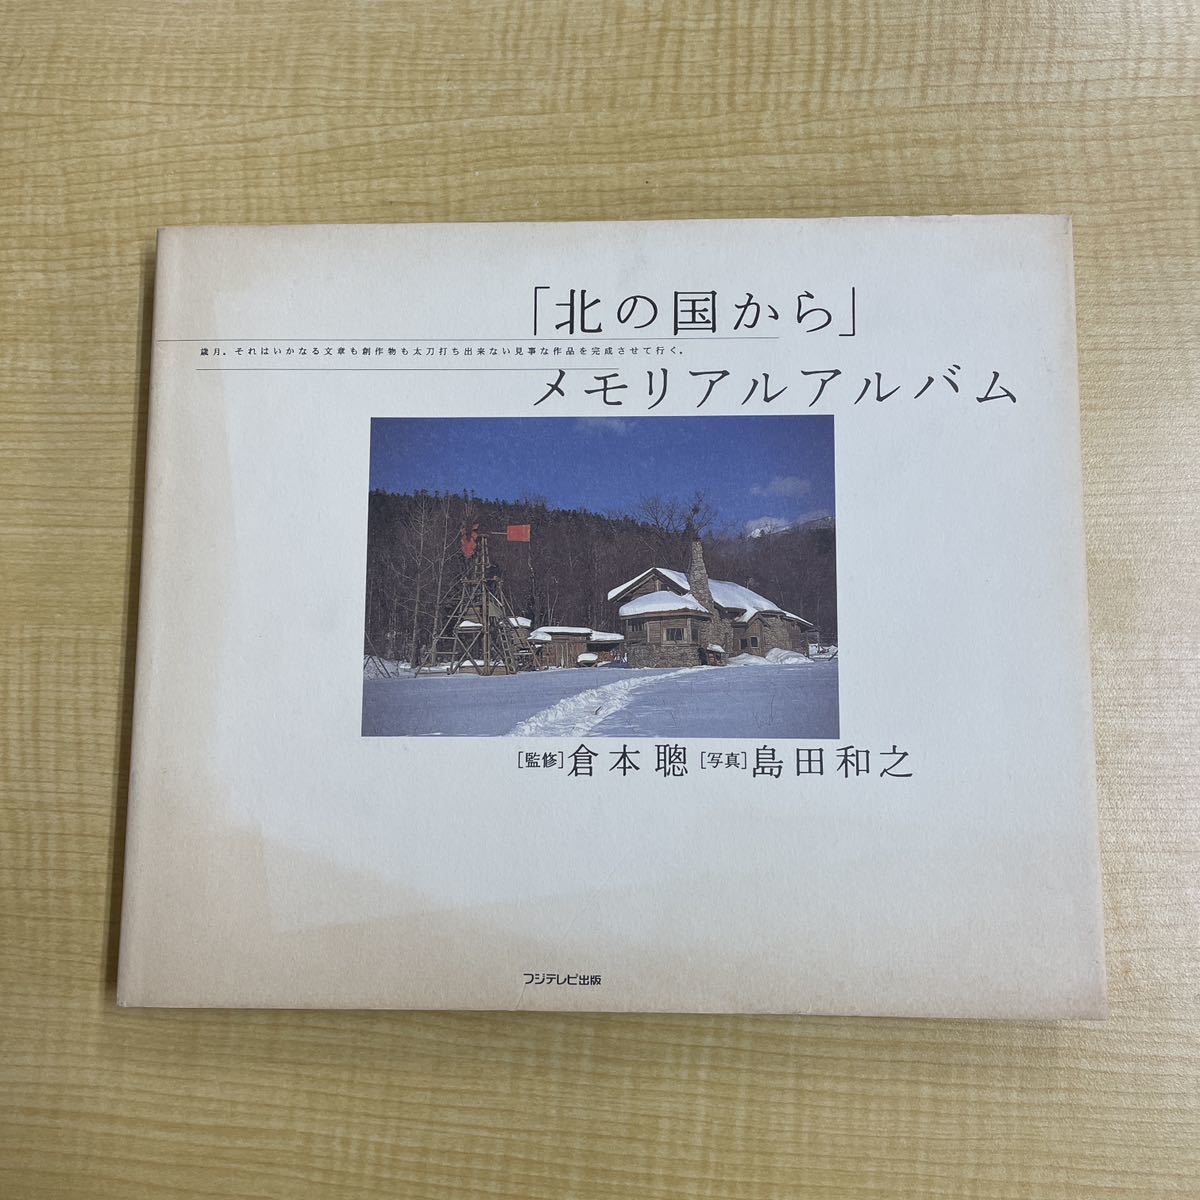 「北の国から」
歳月。それはいかなる文章も創作物も太刀打ち出来ない見事な作品を完成させて行く。
メモリアルアルバム
[監修]倉本聰[写真]島田和之
フジテレビ出版